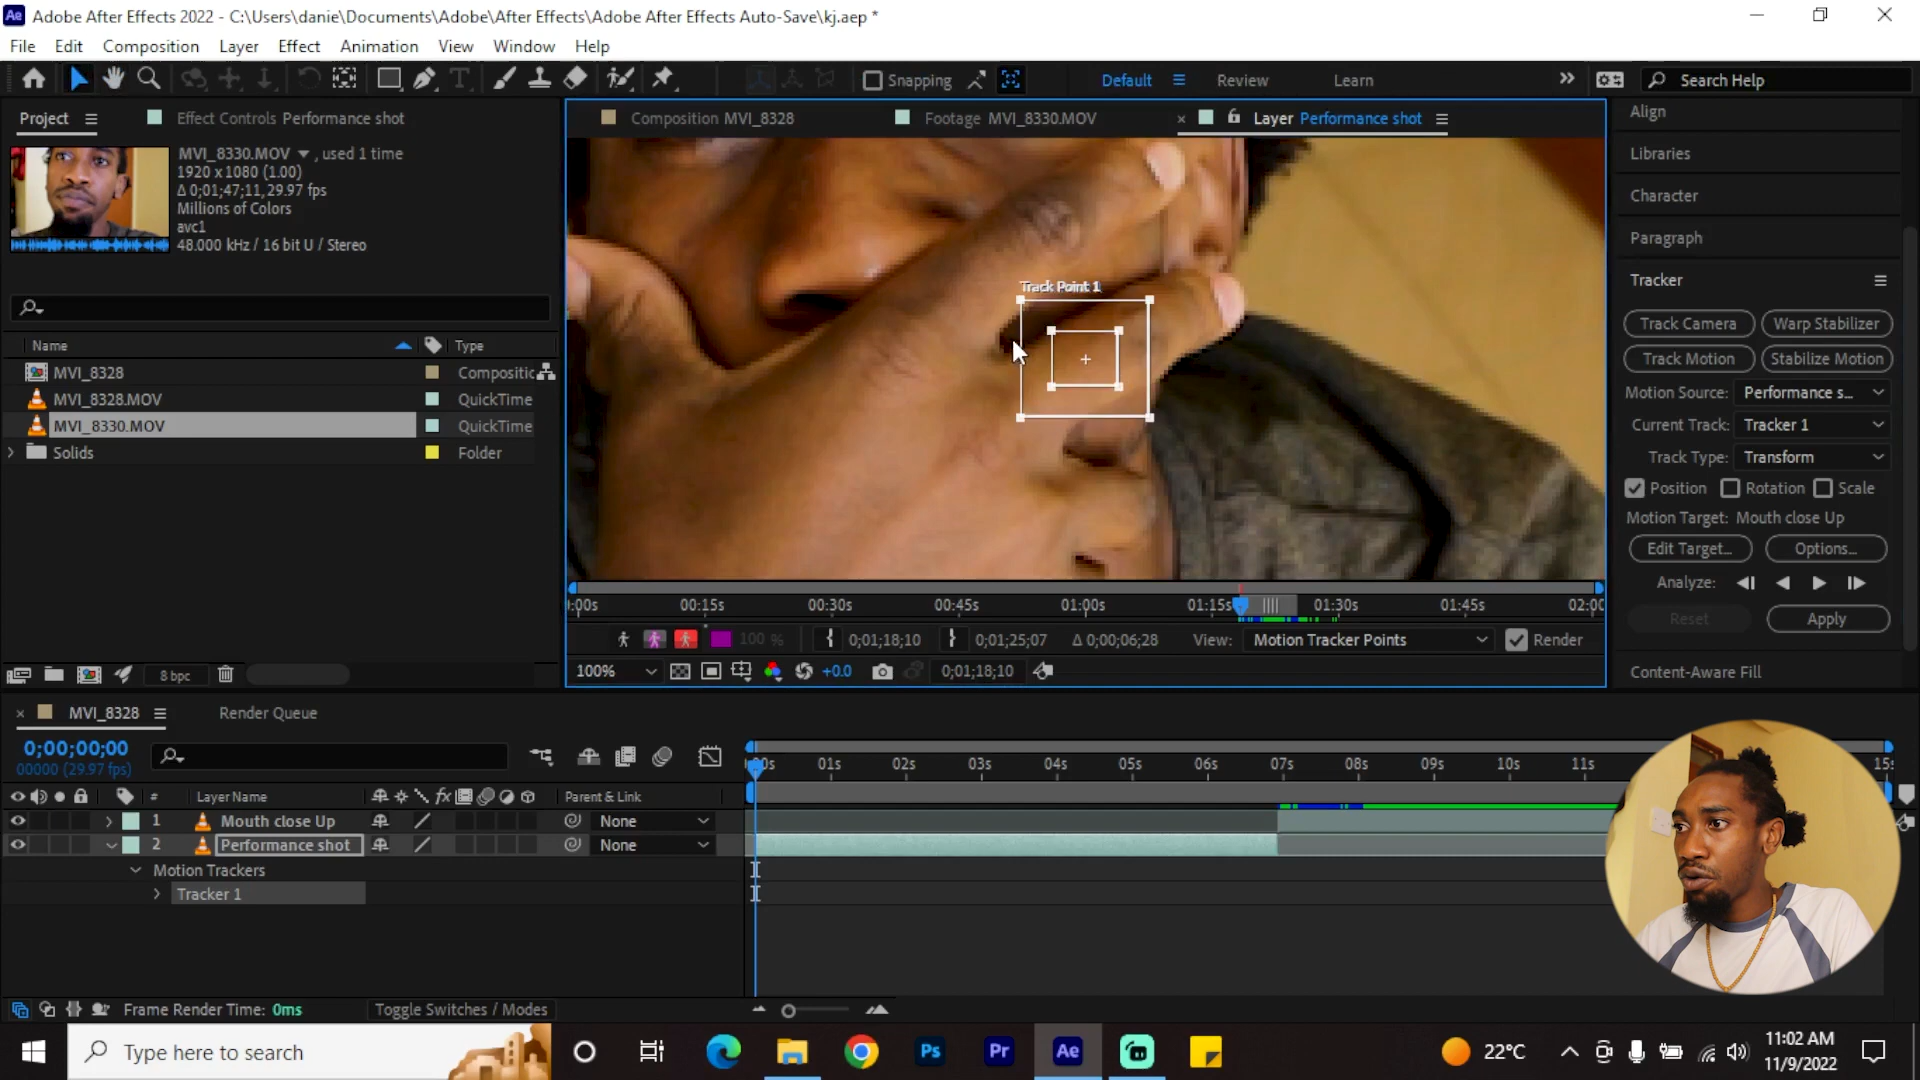 Adobe After Effects 2022 - C:\Users\danie\Documents\Adobe\After Effects\Adobe After Effects Auto-Save\kj.aep *
File Edit Composition Layer Effect Animation View Window Help
Snapping Default Review Learn Search Help
Project Effect Controls Performance shot
Composition MVI_8328 Footage MVI_8330.MOV Layer Performance shot
MVI_8330.MOV , used 1 time
1920 x 1080 (1.00)
Δ 0;01;47;11, 29.97 fps
Millions of Colors
avc1
48.000 kHz / 16 bit U / Stereo
Name Type
MVI_8328 Compositic
MVI_8328.MOV QuickTime
MVI_8330.MOV QuickTime
Solids Folder
8 bpc
Track Point 1
:00s 00:15s 00:30s 00:45s 01:00s 01:15s 01:30s 01:45s 02:00
100 % 0;01;18;10 0;01;25;07 Δ 0;00;06;28 View: Motion Tracker Points Render
100% +0.0 0;01;18;10
Align
Libraries
Character
Paragraph
Tracker
Track Camera Warp Stabilizer
Track Motion Stabilize Motion
Motion Source: Performance s...
Current Track: Tracker 1
Track Type: Transform
Position Rotation Scale
Motion Target: Mouth close Up
Edit Target... Options...
Analyze:
Reset Apply
Content-Aware Fill
MVI_8328 Render Queue
0;00;00;00
00000 (29.97 fps)
00s 01s 02s 03s 04s 05s 06s 07s 08s 09s 10s 11s 15s
# Layer Name fx Parent & Link
1 Mouth close Up None
2 Performance shot None
Motion Trackers
Tracker 1
Frame Render Time: 0ms Toggle Switches / Modes
Type here to search
Ps Pr Ae
22°C
11:02 AM
11/9/2022